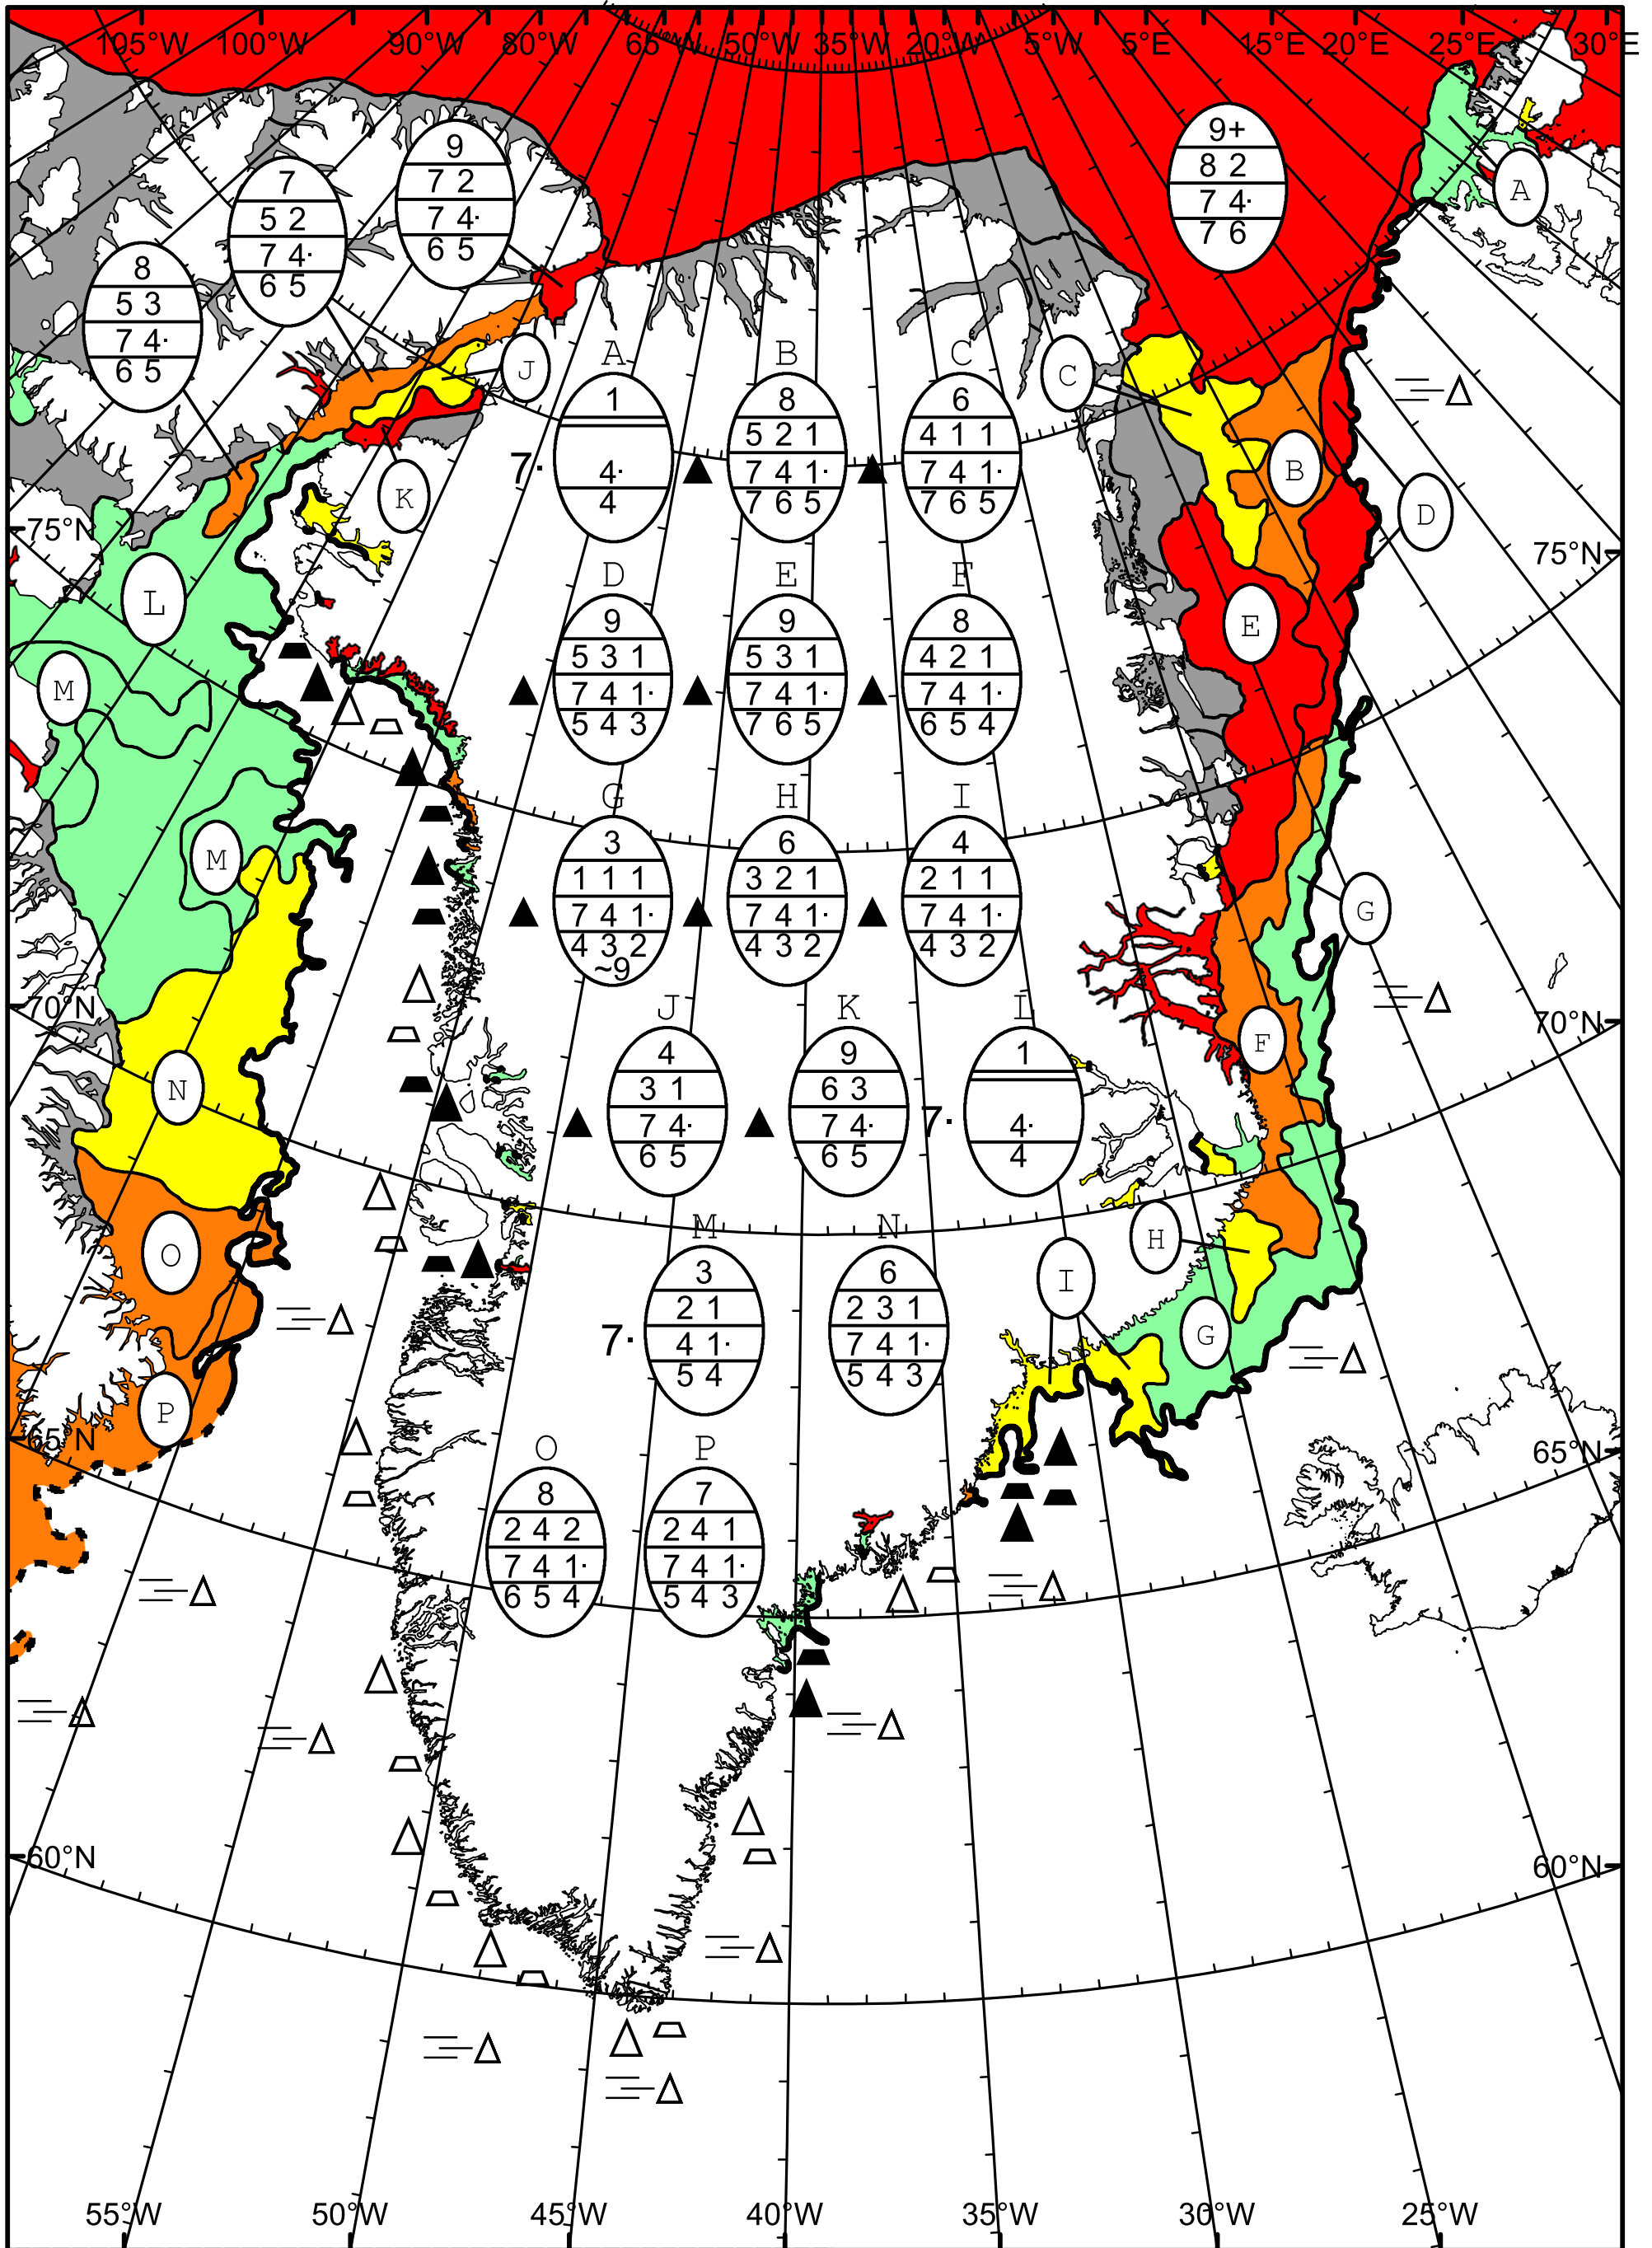 105°W 100°W 90°W 80°W 65°W 50°W 35°W 20°W 5°W 5°E 15°E 20°E 25°E 30°E
9+
8 2
7 4·
7 6
9
7 2
7 4·
6 5
7
5 2
7 4·
6 5
8
5 3
7 4·
6 5
A
J
C
K
B
D
A B C
1 8 6
5 2 1 4 1 1
7· 4· 7 4 1· 7 4 1·
4 7 6 5 7 6 5
75°N 75°N
L
E
M
D E F
9 9 8
5 3 1 5 3 1 4 2 1
7 4 1· 7 4 1· 7 4 1·
5 4 3 7 6 5 6 5 4
G H I
3 6 4
M
1 1 1 3 2 1 2 1 1
G
7 4 1· 7 4 1· 7 4 1·
4 3 2 4 3 2 4 3 2
~9
70°N 70°N
J K L
F
4 9 1
N
3 1 6 3
7 4· 7 4· 7· 4·
6 5 6 5 4
M N
H
O
I
3 6
2 1 2 3 1
G
7· 4 1· 7 4 1·
5 4 5 4 3
P
65°N 65°N
O P
8 7
2 4 2 2 4 1
7 4 1· 7 4 1·
6 5 4 5 4 3
60°N 60°N
55°W 50°W 45°W 40°W 35°W 30°W 25°W